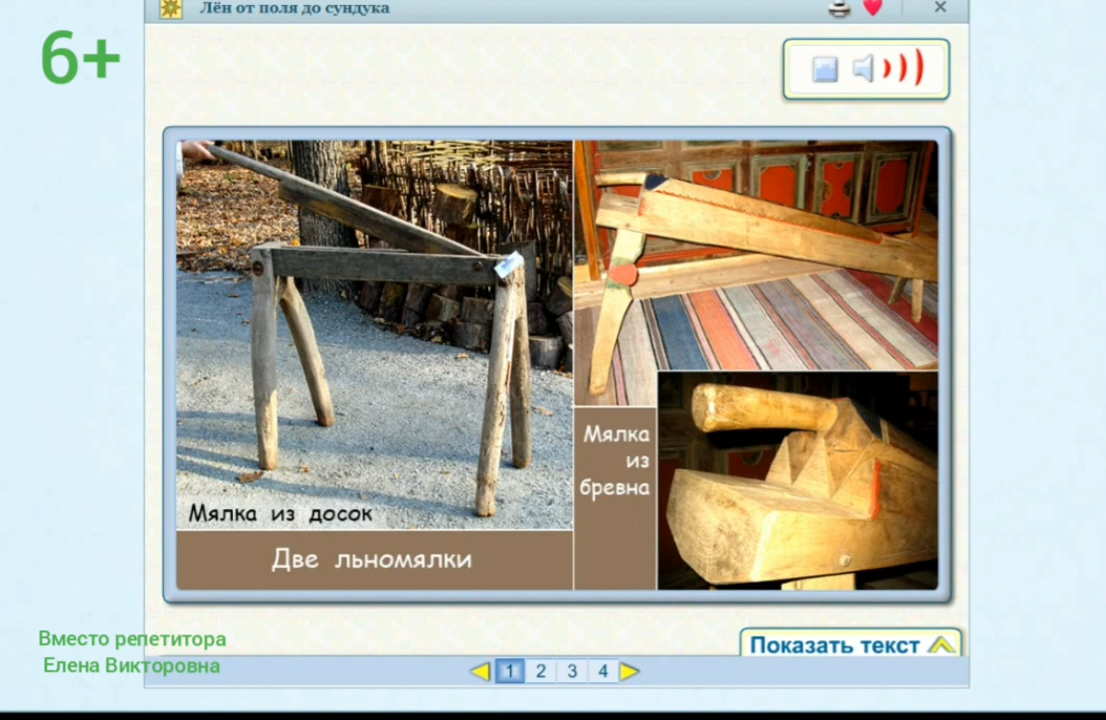 Лён от поля до сундука
6+
Мялка из досок
Две льномялки
Мялка
из
бревна
Показать текст
Вместо репетитора
Елена Викторовна
1 2 3 4